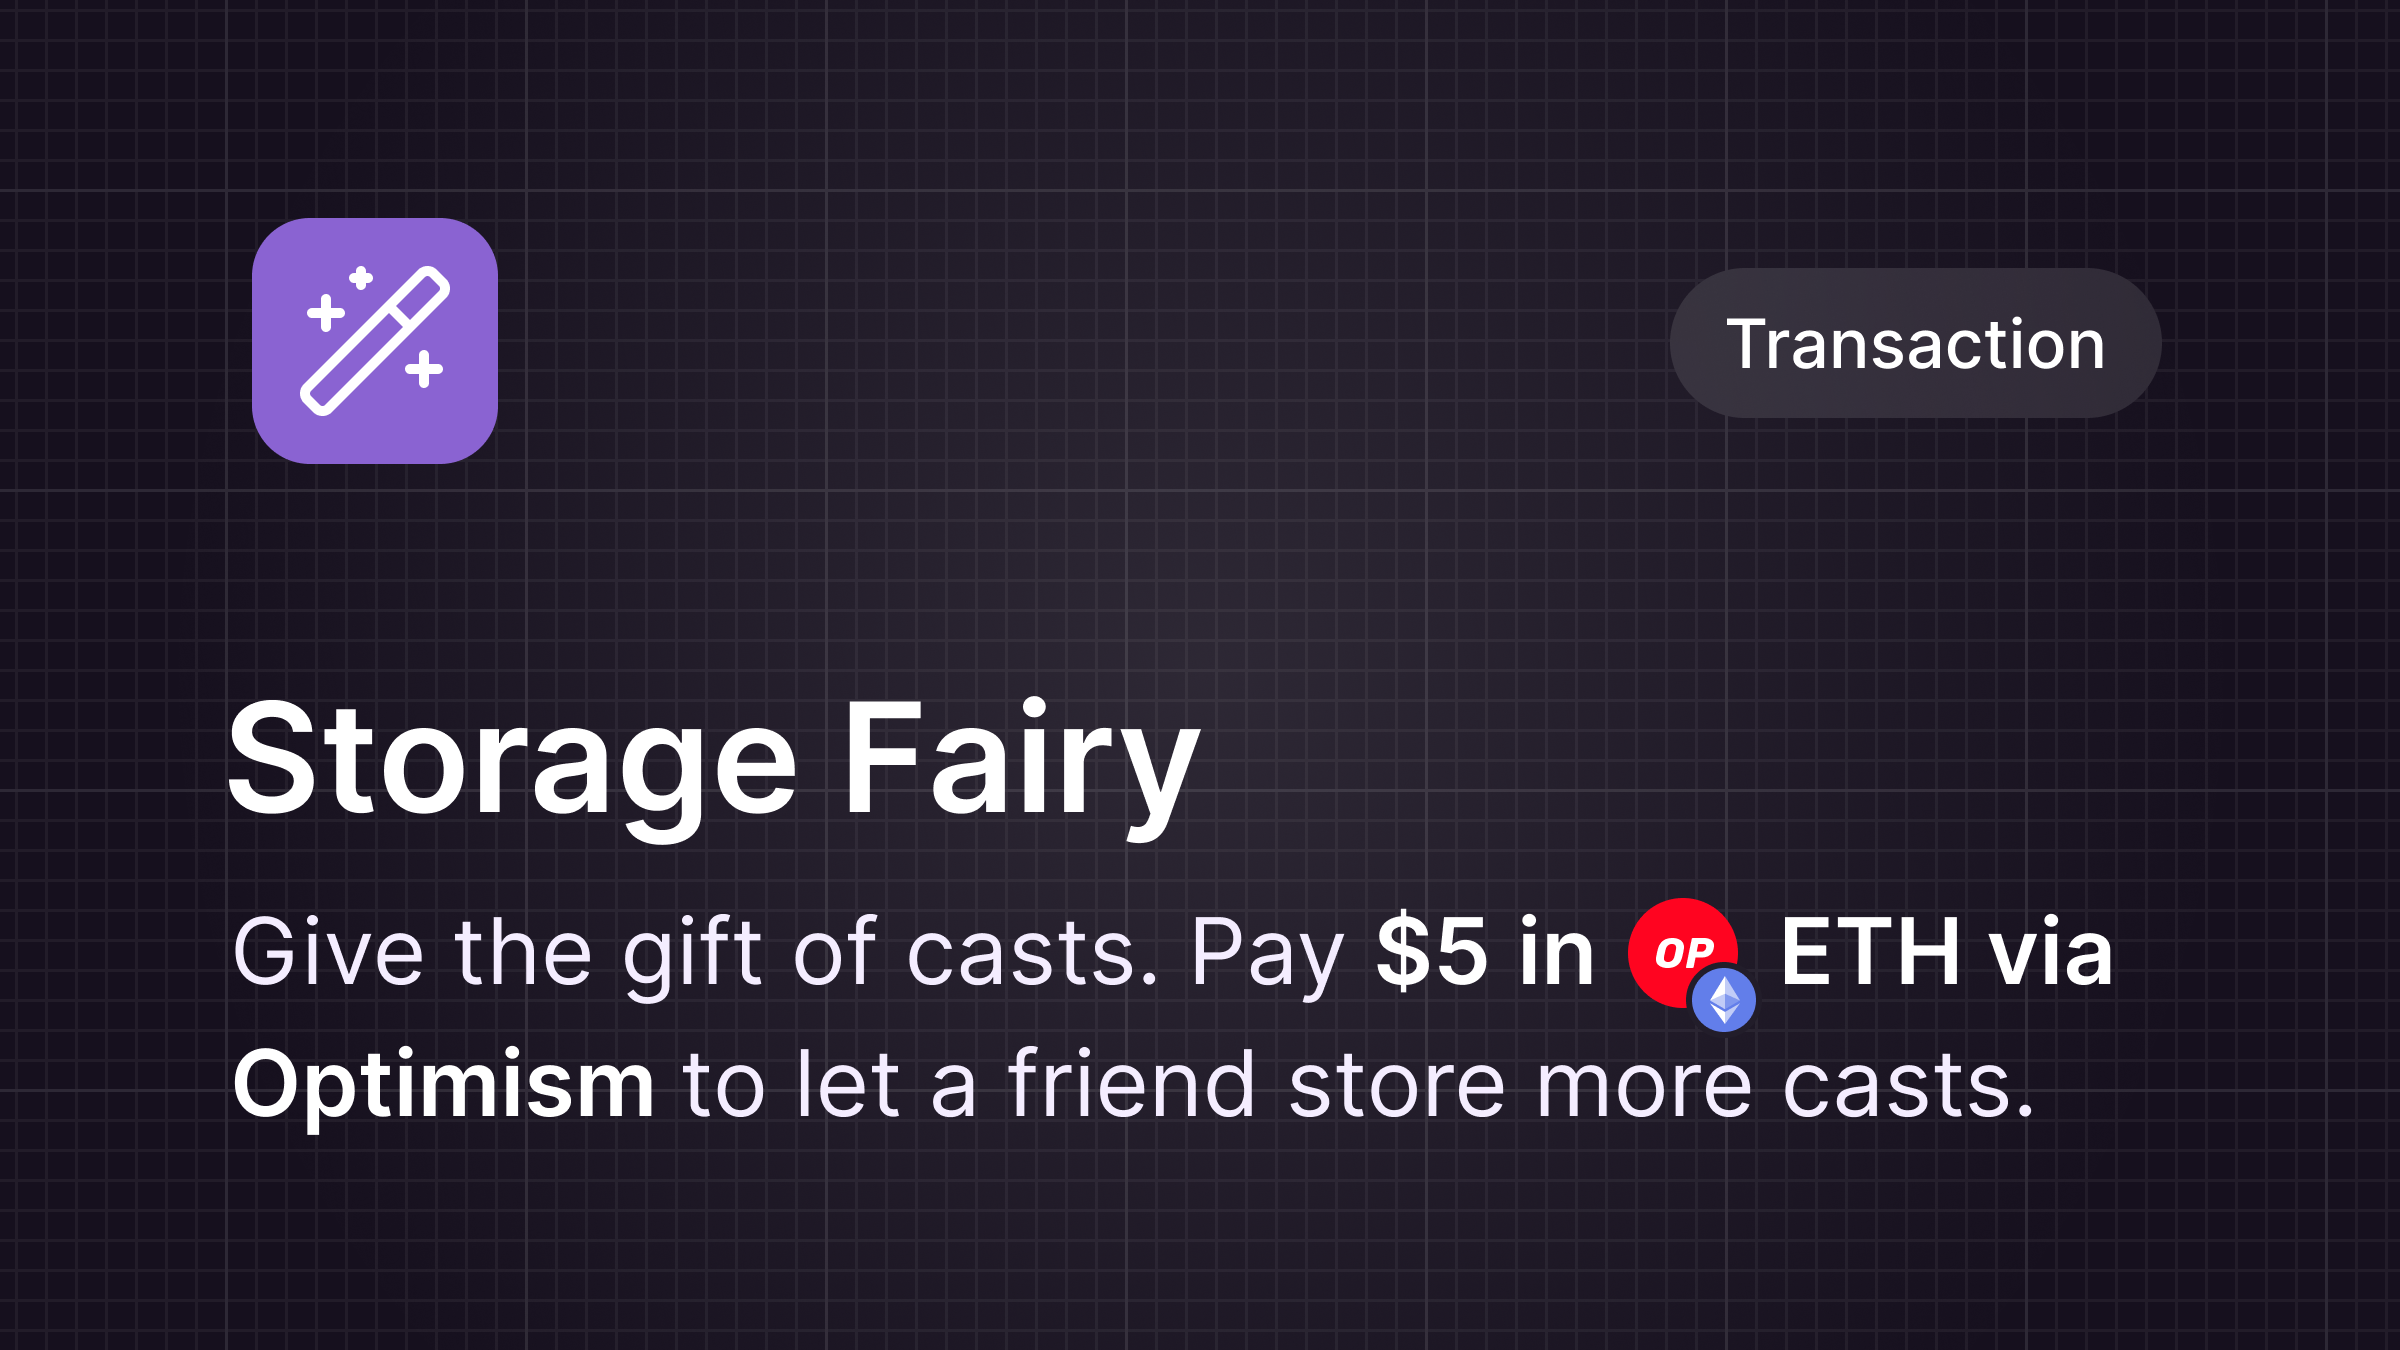 Transaction
Storage Fairy
Give the gift of casts. Pay $5 in OP ETH via
Optimism to let a friend store more casts.